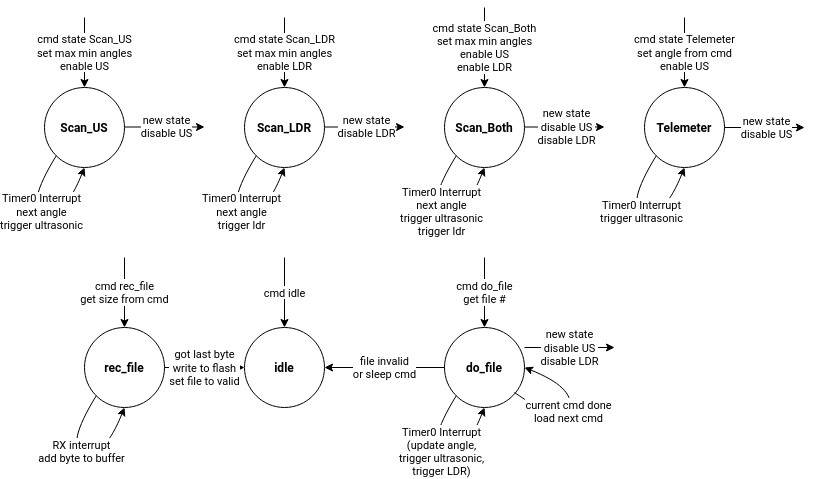 cmd state Scan_US
set max min angles
enable US
Scan_US
new state
disable US
Timer0 Interrupt
next angle
trigger ultrasonic
cmd state Scan_LDR
set max min angles
enable LDR
Scan_LDR
new state
disable LDR
Timer0 Interrupt
next angle
trigger ldr
cmd state Scan_Both
set max min angles
enable US
enable LDR
Scan_Both
new state
disable US
disable LDR
Timer0 Interrupt
next angle
trigger ultrasonic
trigger ldr
cmd state Telemeter
set angle from cmd
enable US
Telemeter
new state
disable US
Timer0 Interrupt
trigger ultrasonic
cmd rec_file
get size from cmd
rec_file
got last byte
write to flash
set file to valid
RX interrupt
add byte to buffer
cmd idle
idle
file invalid
or sleep cmd
cmd do_file
get file #
do_file
new state
disable US
disable LDR
current cmd done
load next cmd
Timer0 Interrupt
(update angle,
trigger ultrasonic,
trigger LDR)